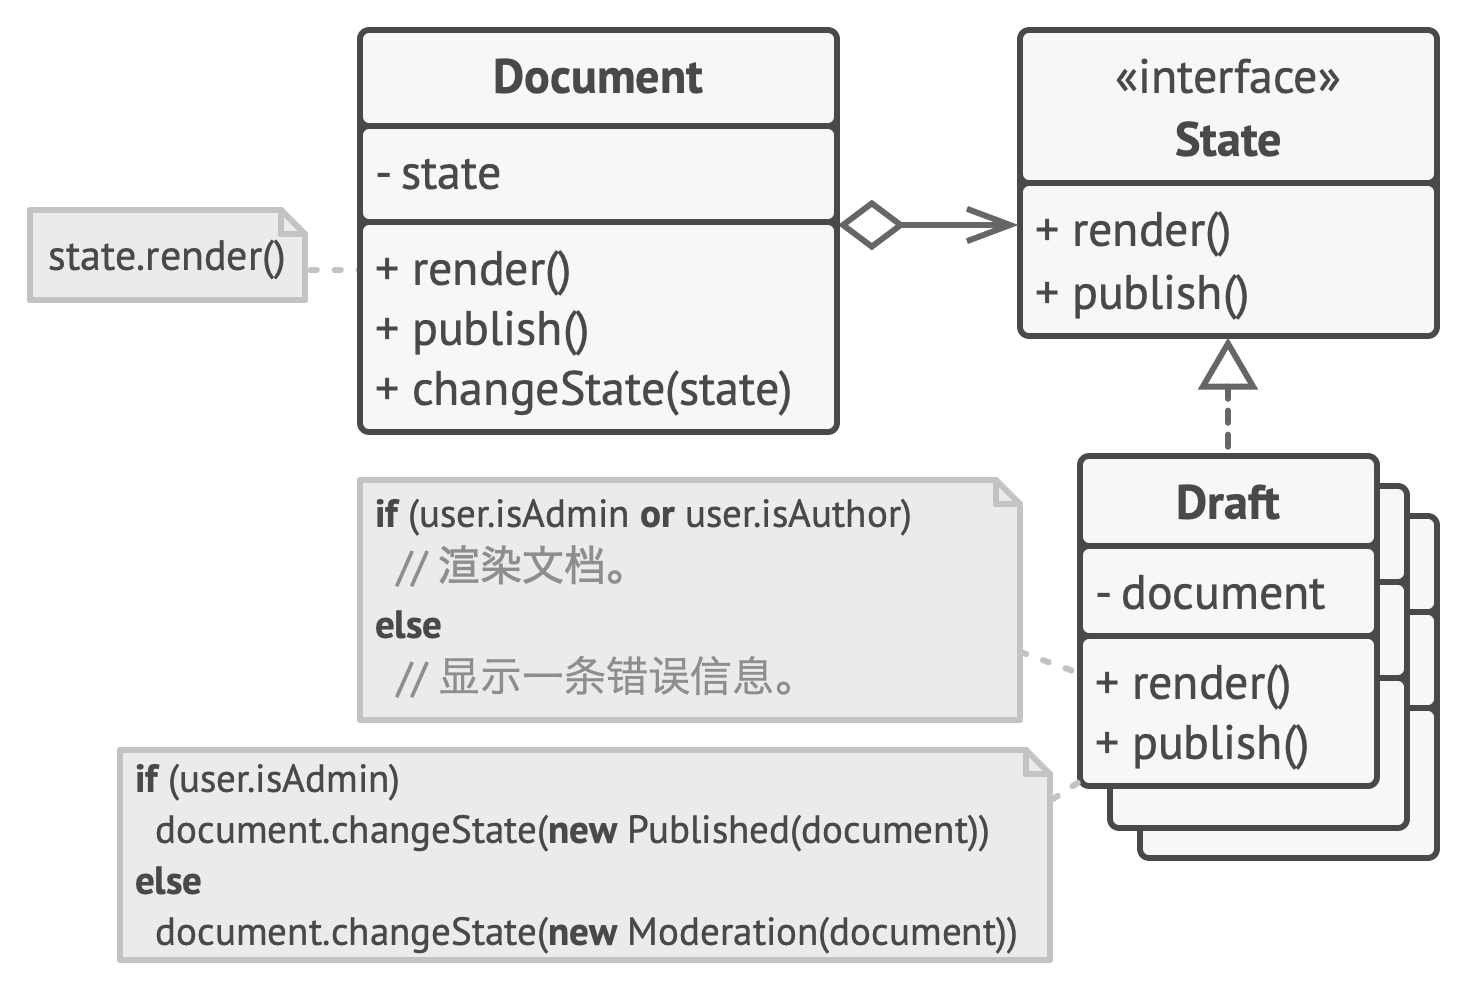 Document
- state
+ render()
+ publish()
+ changeState(state)
state.render()
«interface»
State
+ render()
+ publish()
Draft
- document
+ render()
+ publish()
if (user.isAdmin or user.isAuthor)
// 渲染文档。
else
// 显示一条错误信息。
if (user.isAdmin)
document.changeState(new Published(document))
else
document.changeState(new Moderation(document))